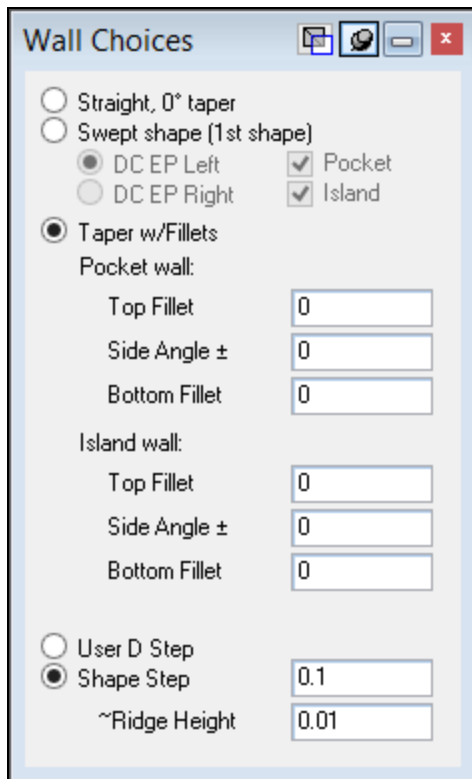 Wall Choices
Straight, 0° taper
Swept shape (1st shape)
DC EP Left Pocket
DC EP Right Island
Taper w/Fillets
Pocket wall:
Top Fillet 0
Side Angle ± 0
Bottom Fillet 0
Island wall:
Top Fillet 0
Side Angle ± 0
Bottom Fillet 0
User D Step
Shape Step 0.1
~Ridge Height 0.01